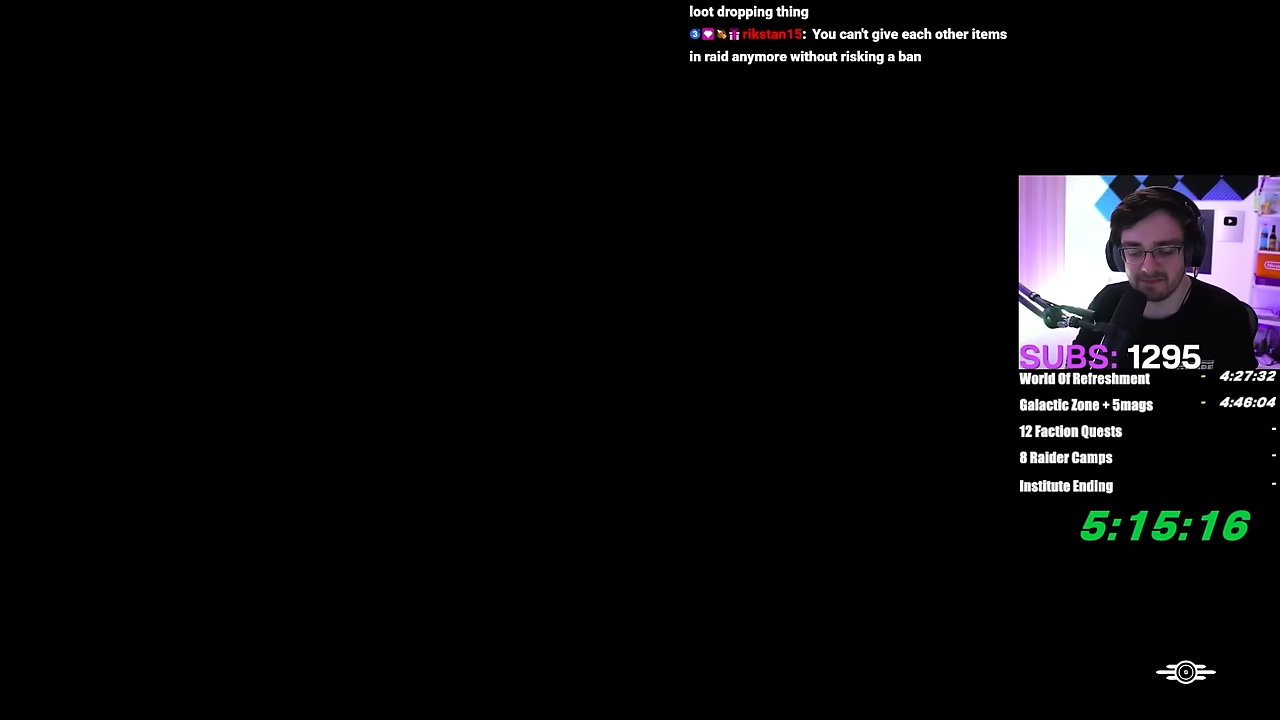 loot dropping thing
rikstan15: You can't give each other items
in raid anymore without risking a ban
SUBS: 1295
World Of Refreshment - 4:27:32
Galactic Zone + 5mags - 4:46:04
12 Faction Quests -
8 Raider Camps -
Institute Ending -
5:15:16